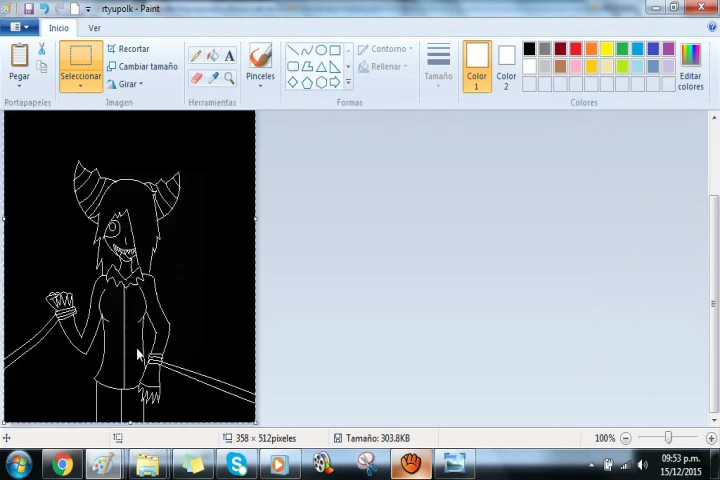 rtyupolk - Paint
Inicio
Ver
Pegar
Portapapeles
Seleccionar
Recortar
Cambiar tamaño
Girar
Imagen
A
Herramientas
Pinceles
Contorno
Rellenar
Formas
Tamaño
Color 1
Color 2
Editar colores
Colores
358 × 512píxeles
Tamaño: 303.8KB
100%
09:53 p.m.
15/12/2015